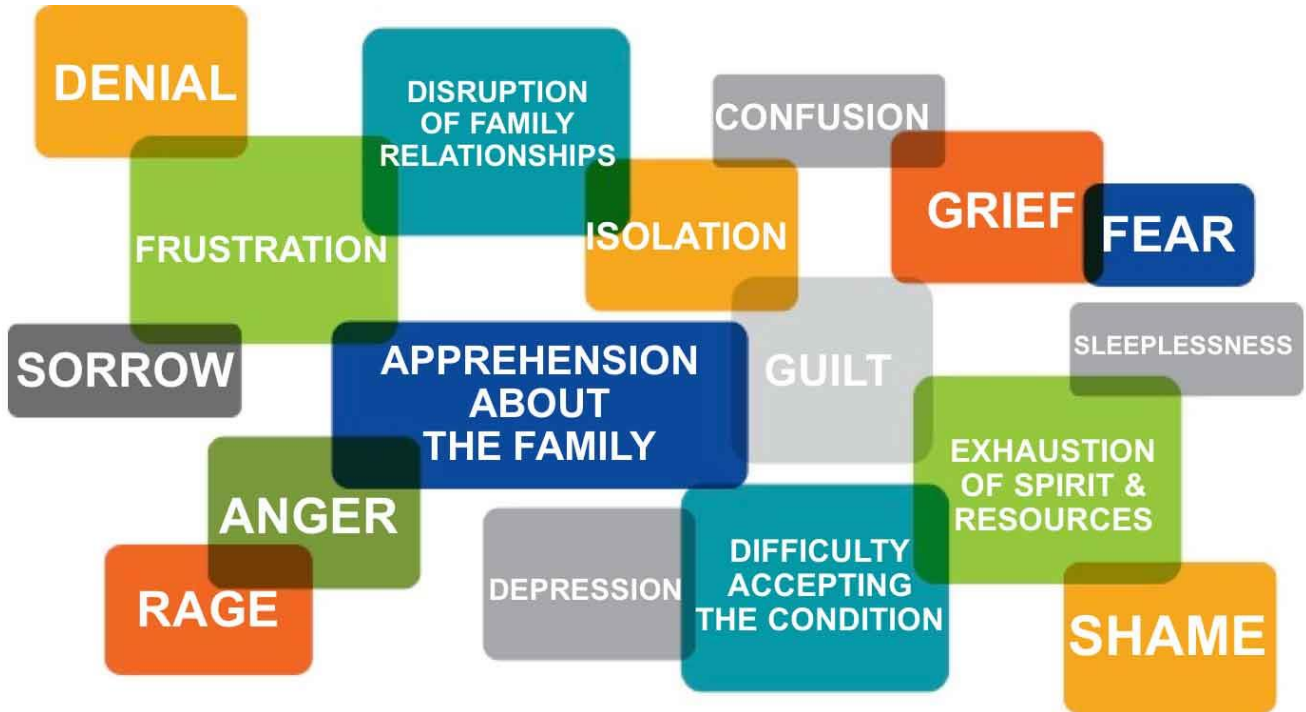 DENIAL
DISRUPTION
OF FAMILY
RELATIONSHIPS
CONFUSION
FRUSTRATION
ISOLATION
GRIEF
FEAR
SORROW
APPREHENSION
ABOUT
THE FAMILY
GUILT
SLEEPLESSNESS
ANGER
EXHAUSTION
OF SPIRIT &
RESOURCES
RAGE
DEPRESSION
DIFFICULTY
ACCEPTING
THE CONDITION
SHAME